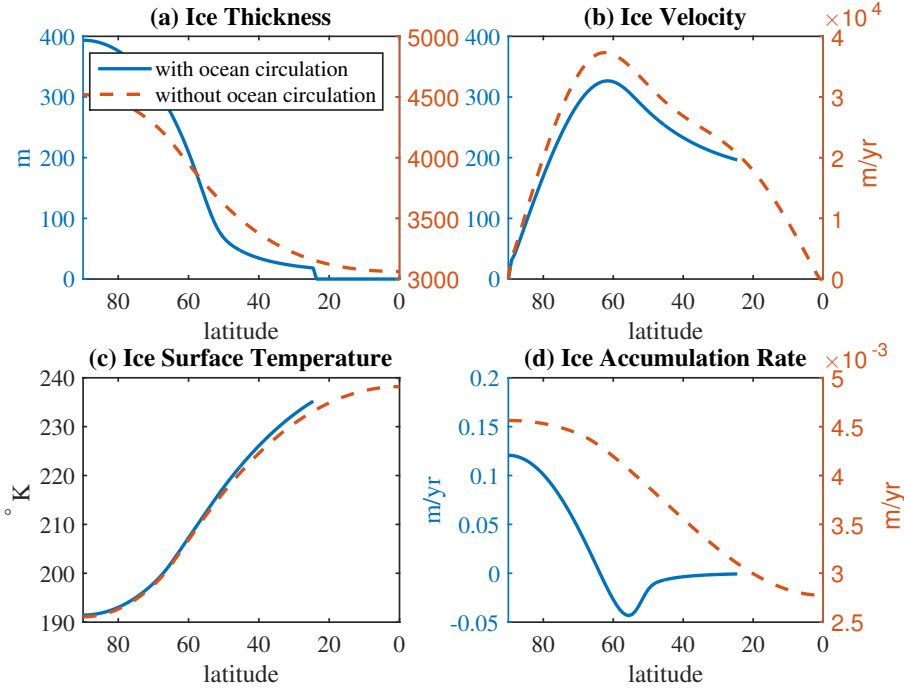 (a) Ice Thickness
400
300
200
100
0
m
5000
4500
4000
3500
3000
with ocean circulation
without ocean circulation
80 60 40 20 0
latitude
(b) Ice Velocity
×10⁴
400
300
200
100
0
4
3
2
1
0
m/yr
80 60 40 20 0
latitude
(c) Ice Surface Temperature
240
230
220
210
200
190
° K
80 60 40 20 0
latitude
(d) Ice Accumulation Rate
×10⁻³
0.2
0.15
0.1
0.05
0
-0.05
m/yr
5
4.5
4
3.5
3
2.5
m/yr
80 60 40 20 0
latitude